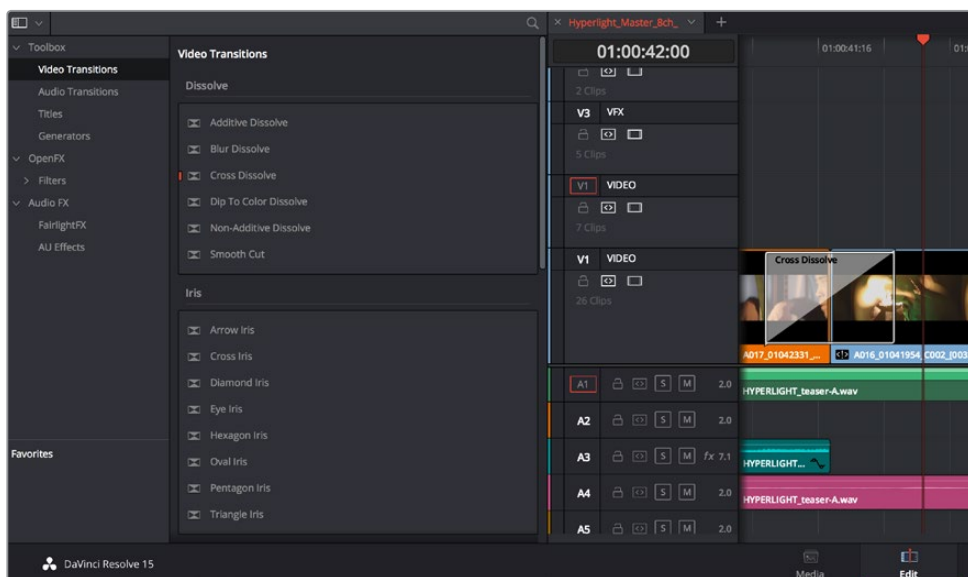 Hyperlight_Master_8ch_
Toolbox
Video Transitions
Audio Transitions
Titles
Generators
OpenFX
Filters
Audio FX
FairlightFX
AU Effects
Favorites
Video Transitions
Dissolve
Additive Dissolve
Blur Dissolve
Cross Dissolve
Dip To Color Dissolve
Non-Additive Dissolve
Smooth Cut
Iris
Arrow Iris
Cross Iris
Diamond Iris
Eye Iris
Hexagon Iris
Oval Iris
Pentagon Iris
Triangle Iris
01:00:42:00
01:00:41:16
2 Clips
V3 VFX
5 Clips
V1 VIDEO
7 Clips
V1 VIDEO
26 Clips
Cross Dissolve
A017_01042331_...
A016_01041954_C002_[003
A1 S M 2.0
HYPERLIGHT_teaser-A.wav
A2 S M 2.0
A3 S M fx 7.1
HYPERLIGHT...
A4 S M 2.0
HYPERLIGHT_teaser-A.wav
A5 S M 2.0
DaVinci Resolve 15
Media
Edit